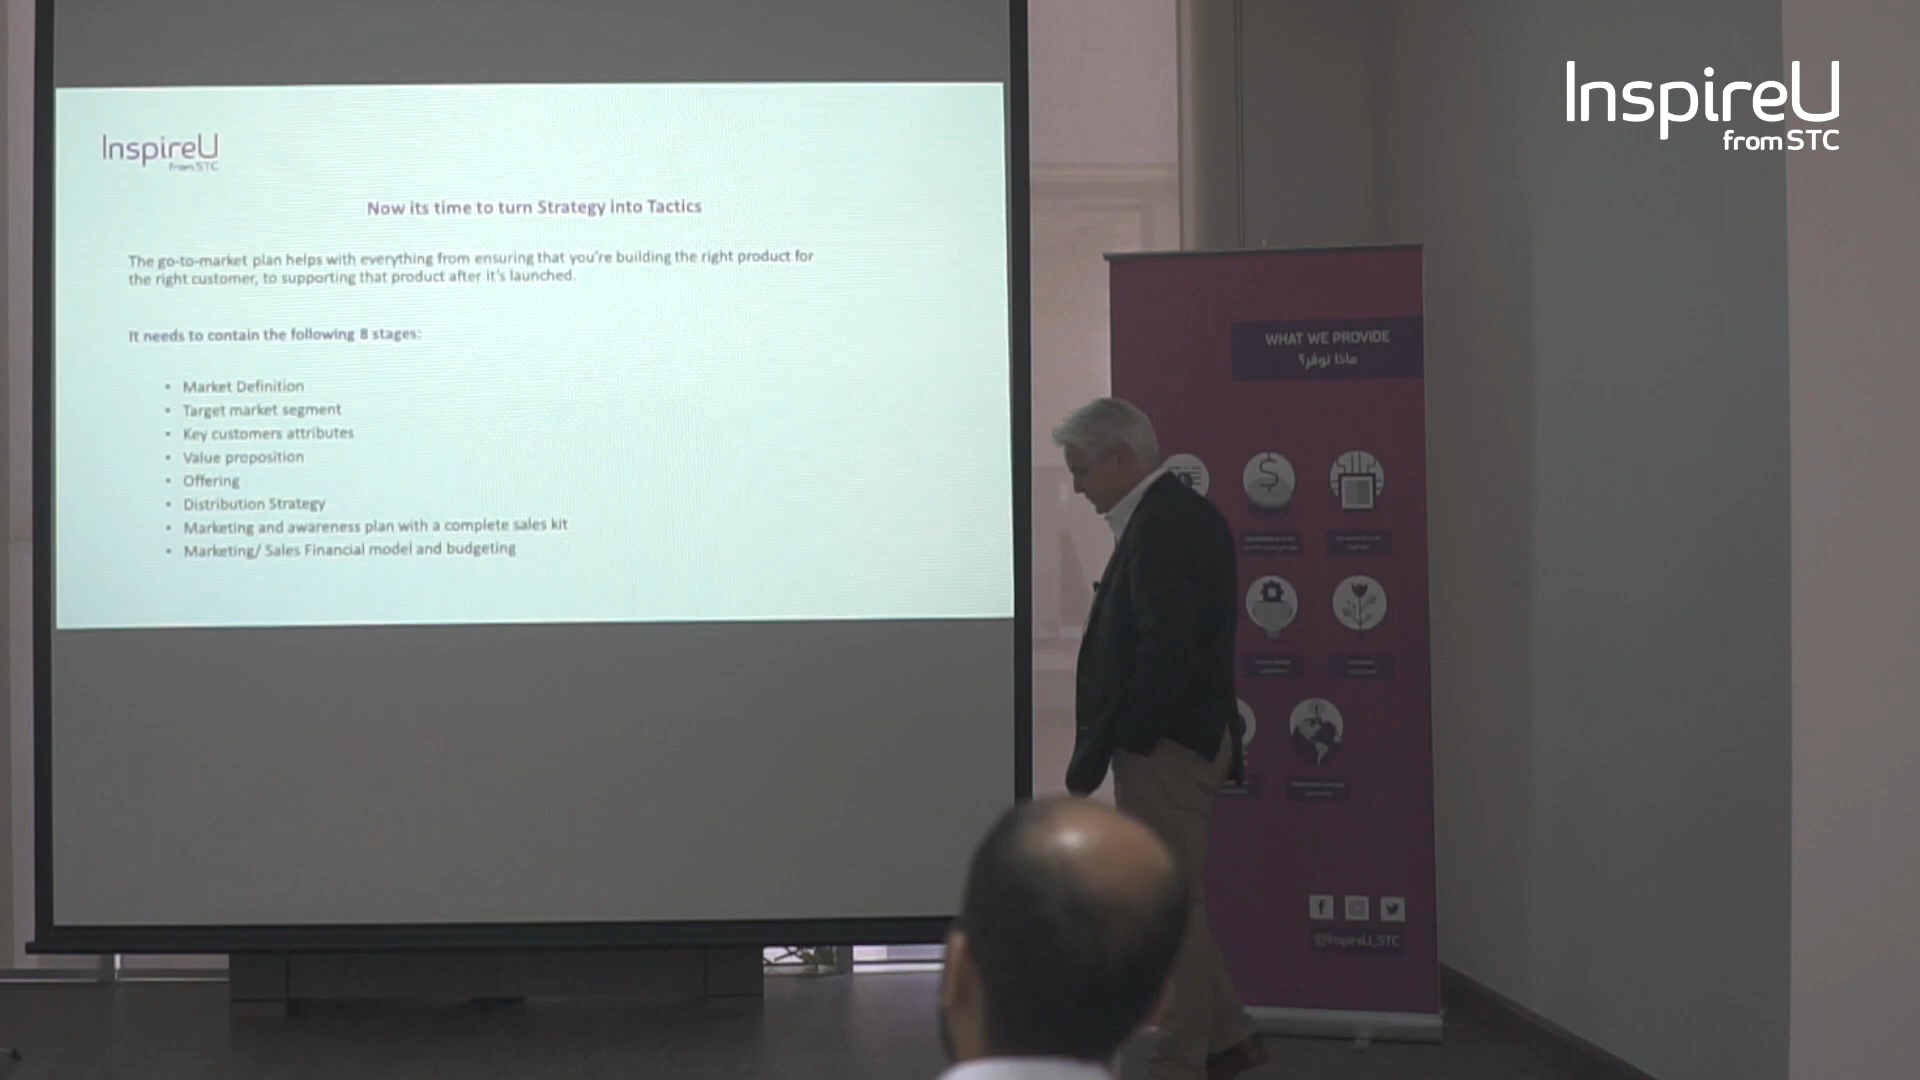 InspireU
from STC
InspireU
from STC
Now its time to turn Strategy into Tactics
The go-to-market plan helps with everything from ensuring that you're building the right product for
the right customer, to supporting that product after it's launched.
It needs to contain the following 8 stages:
• Market Definition
• Target market segment
• Key customers attributes
• Value proposition
• Offering
• Distribution Strategy
• Marketing and awareness plan with a complete sales kit
• Marketing/ Sales Financial model and budgeting
WHAT WE PROVIDE
ماذا نوفر؟
@InspireU_STC